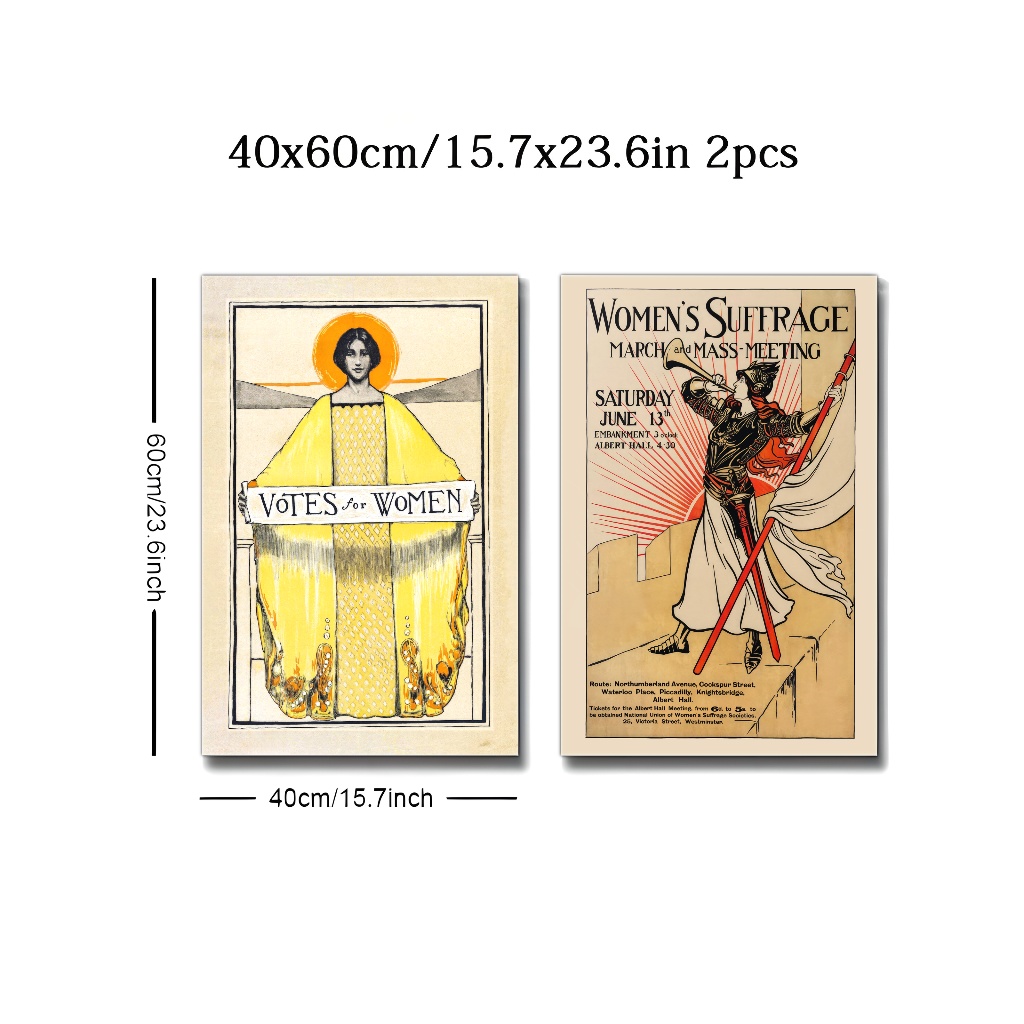 40x60cm/15.7x23.6in 2pcs
60cm/23.6inch
VOTES for WOMEN
WOMEN'S SUFFRAGE
MARCH and MASS-MEETING
SATURDAY
JUNE 13th
EMBANKMENT 3 o'clock
ALBERT HALL 4·30
Route: Northumberland Avenue, Cockspur Street,
Waterloo Place, Piccadilly, Knightsbridge,
Albert Hall.
Tickets for the Albert Hall Meeting, from 6d. to 5s. to
be obtained National Union of Women's Suffrage Societies,
25, Victoria Street, Westminster.
40cm/15.7inch